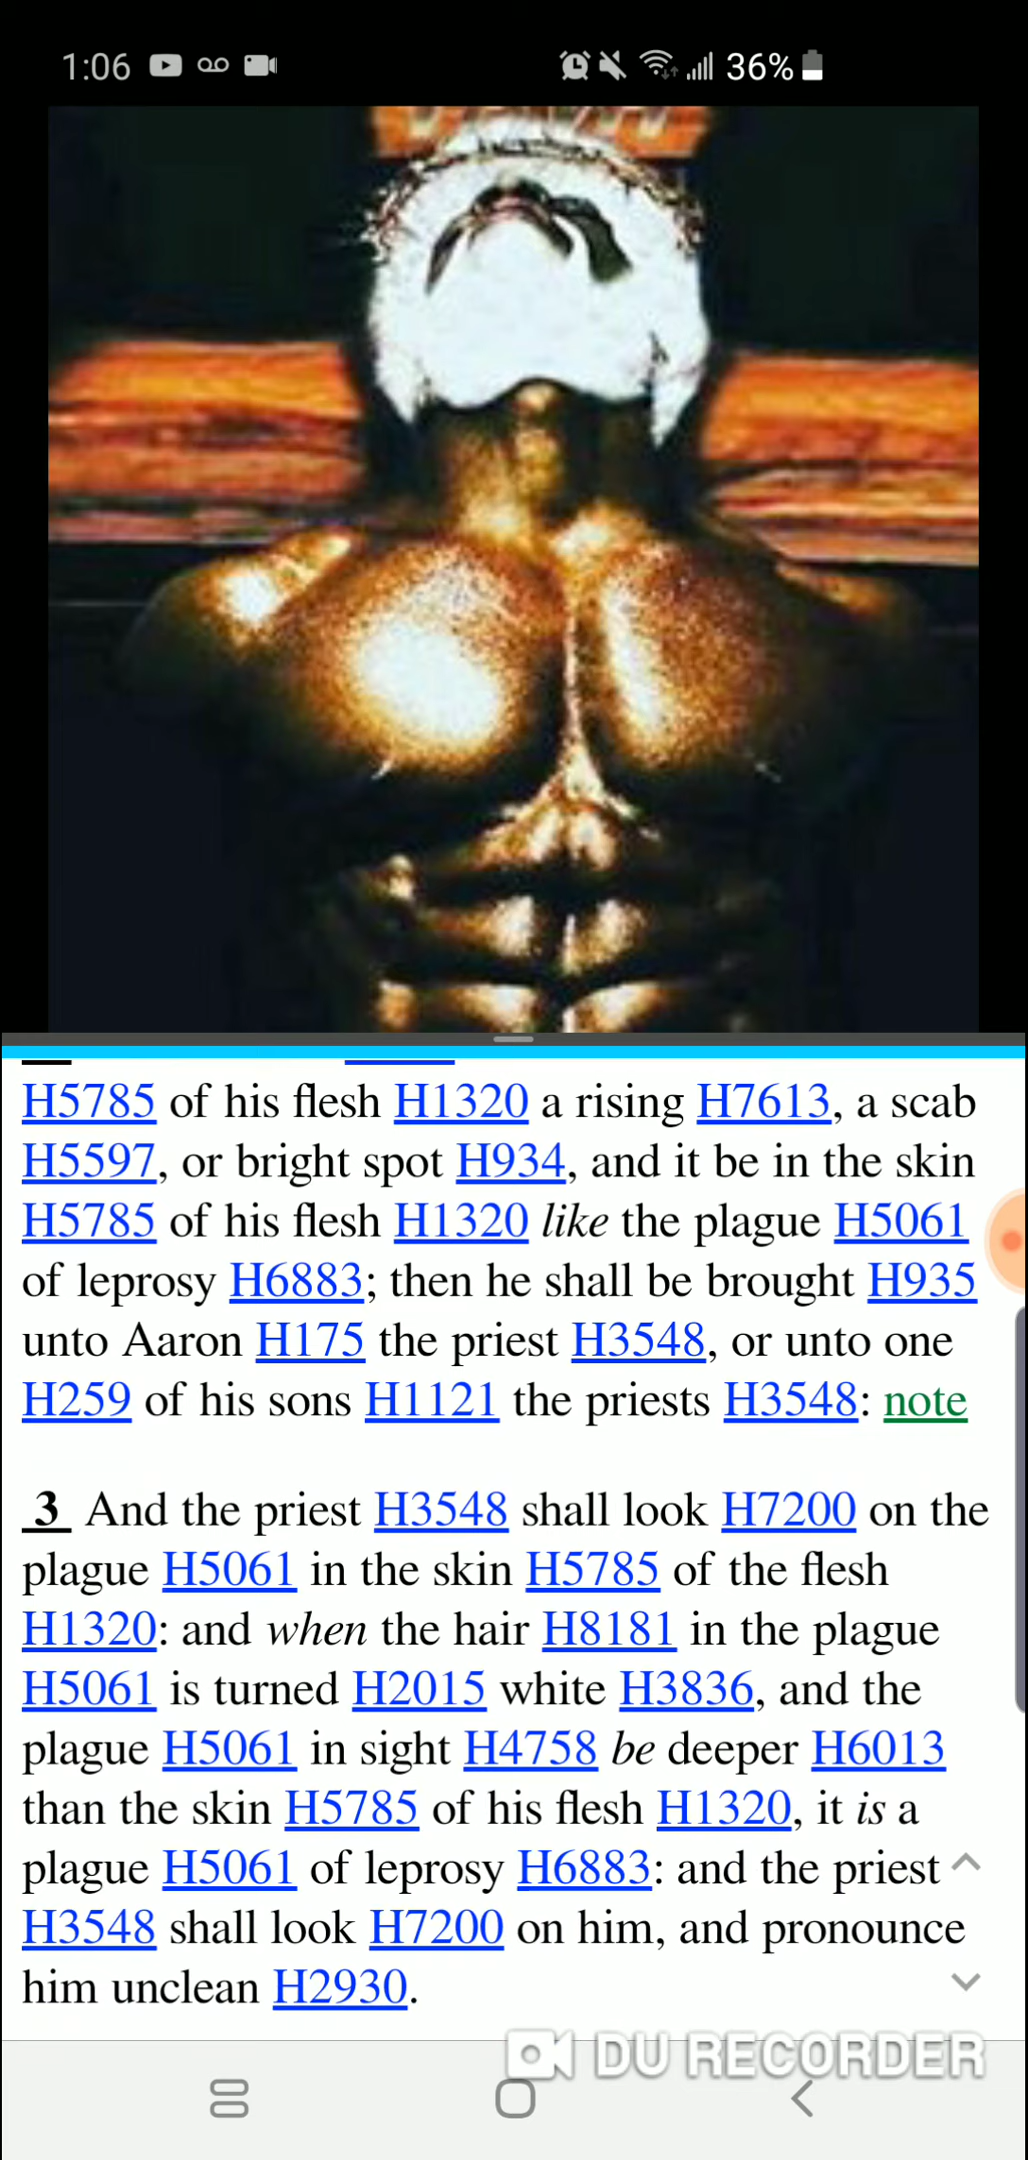 1:06 36%
H5785 of his flesh H1320 a rising H7613, a scab
H5597, or bright spot H934, and it be in the skin
H5785 of his flesh H1320 like the plague H5061
of leprosy H6883; then he shall be brought H935
unto Aaron H175 the priest H3548, or unto one
H259 of his sons H1121 the priests H3548: note
3 And the priest H3548 shall look H7200 on the
plague H5061 in the skin H5785 of the flesh
H1320: and when the hair H8181 in the plague
H5061 is turned H2015 white H3836, and the
plague H5061 in sight H4758 be deeper H6013
than the skin H5785 of his flesh H1320, it is a
plague H5061 of leprosy H6883: and the priest
H3548 shall look H7200 on him, and pronounce
him unclean H2930.
DU RECORDER